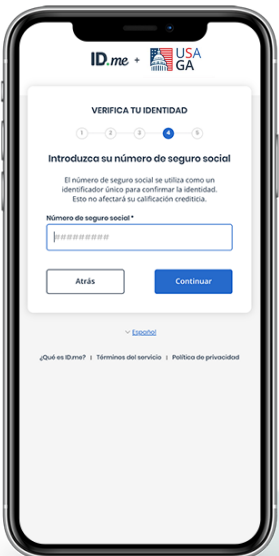 ID.me + USA
GA
VERIFICA TU IDENTIDAD
1 2 3 4 5
Introduzca su número de seguro social
El número de seguro social se utiliza como un
identificador único para confirmar la identidad.
Esto no afectará su calificación crediticia.
Número de seguro social *
#########
Atrás Continuar
Español
¿Qué es ID.me? | Términos del servicio | Política de privacidad